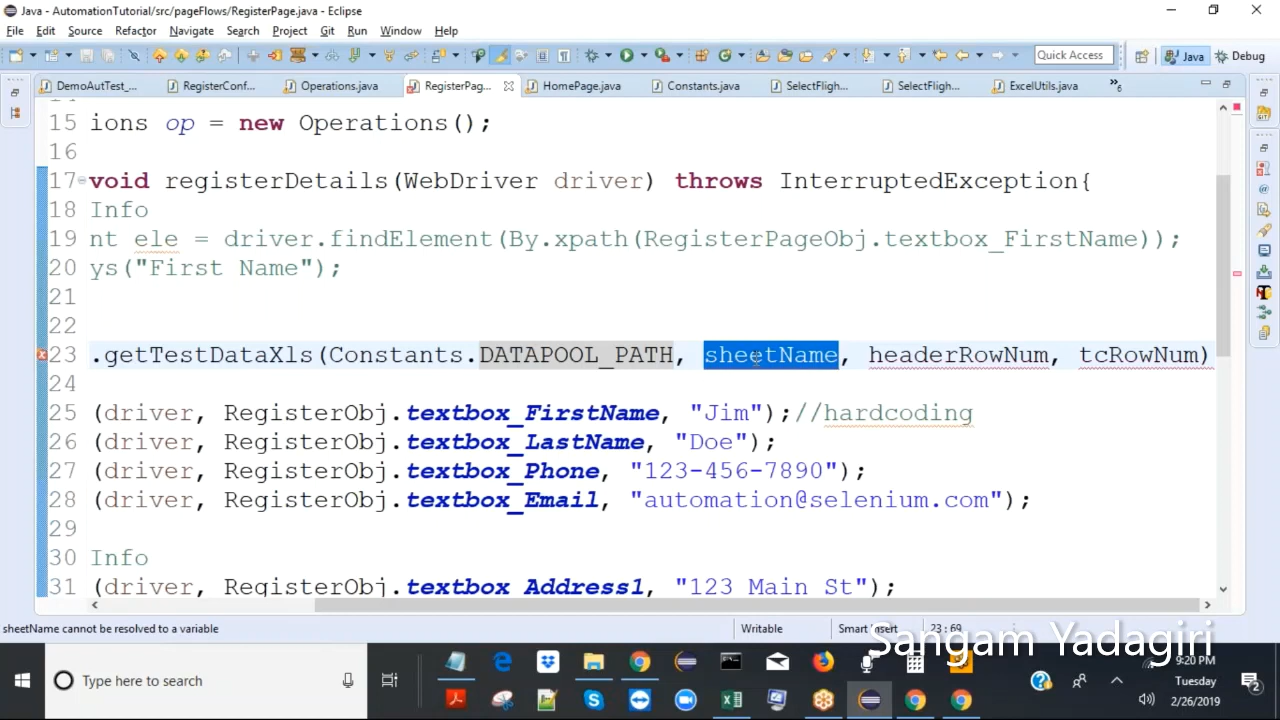 Java - AutomationTutorial/src/pageFlows/RegisterPage.java - Eclipse
File Edit Source Refactor Navigate Search Project Git Run Window Help
Quick Access Java Debug
DemoAutTest_... RegisterConf... Operations.java RegisterPag... HomePage.java Constants.java SelectFligh... SelectFligh... ExcelUtils.java »6
15 ions op = new Operations();
16
17 void registerDetails(WebDriver driver) throws InterruptedException{
18 Info
19 nt ele = driver.findElement(By.xpath(RegisterPageObj.textbox_FirstName));
20 ys("First Name");
21
22
23 .getTestDataXls(Constants.DATAPOOL_PATH, sheetName, headerRowNum, tcRowNum)
24
25 (driver, RegisterObj.textbox_FirstName, "Jim");//hardcoding
26 (driver, RegisterObj.textbox_LastName, "Doe");
27 (driver, RegisterObj.textbox_Phone, "123-456-7890");
28 (driver, RegisterObj.textbox_Email, "automation@selenium.com");
29
30 Info
31 (driver, RegisterObj.textbox_Address1, "123 Main St");
sheetName cannot be resolved to a variable Writable Smart Insert 23 : 69
Sangam Yadagiri
Type here to search
9:20 PM
Tuesday
2/26/2019
2